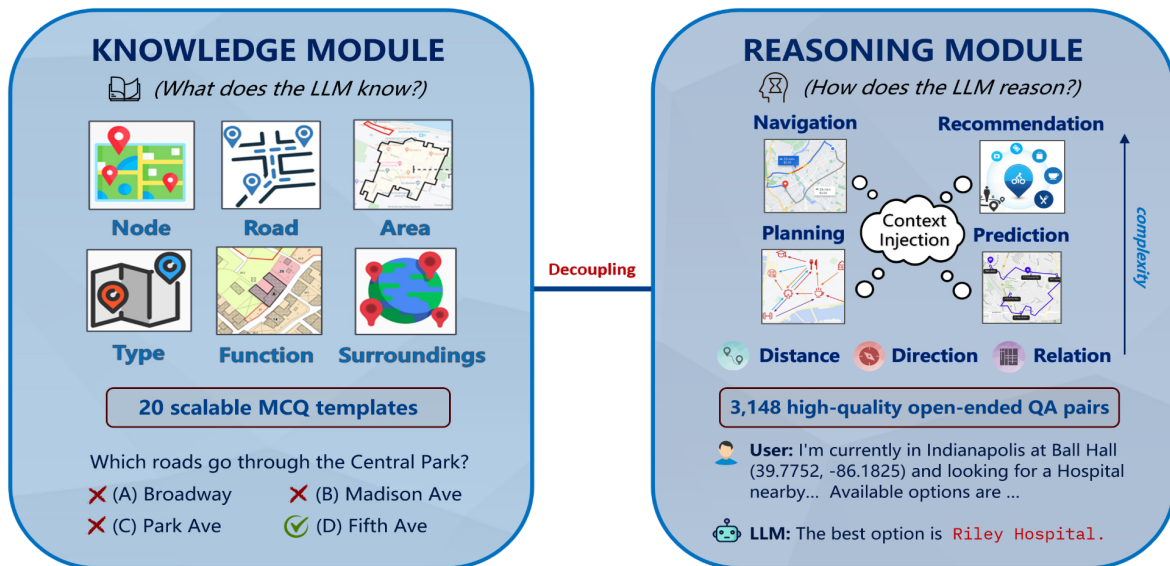 KNOWLEDGE MODULE
(What does the LLM know?)
Node
Road
Area
Type
Function
Surroundings
20 scalable MCQ templates
Which roads go through the Central Park?
(A) Broadway
(B) Madison Ave
(C) Park Ave
(D) Fifth Ave
Decoupling
REASONING MODULE
(How does the LLM reason?)
Navigation
Recommendation
Context
Injection
Planning
Prediction
complexity
Distance
Direction
Relation
3,148 high-quality open-ended QA pairs
User: I'm currently in Indianapolis at Ball Hall
(39.7752, -86.1825) and looking for a Hospital
nearby... Available options are ...
LLM: The best option is Riley Hospital.